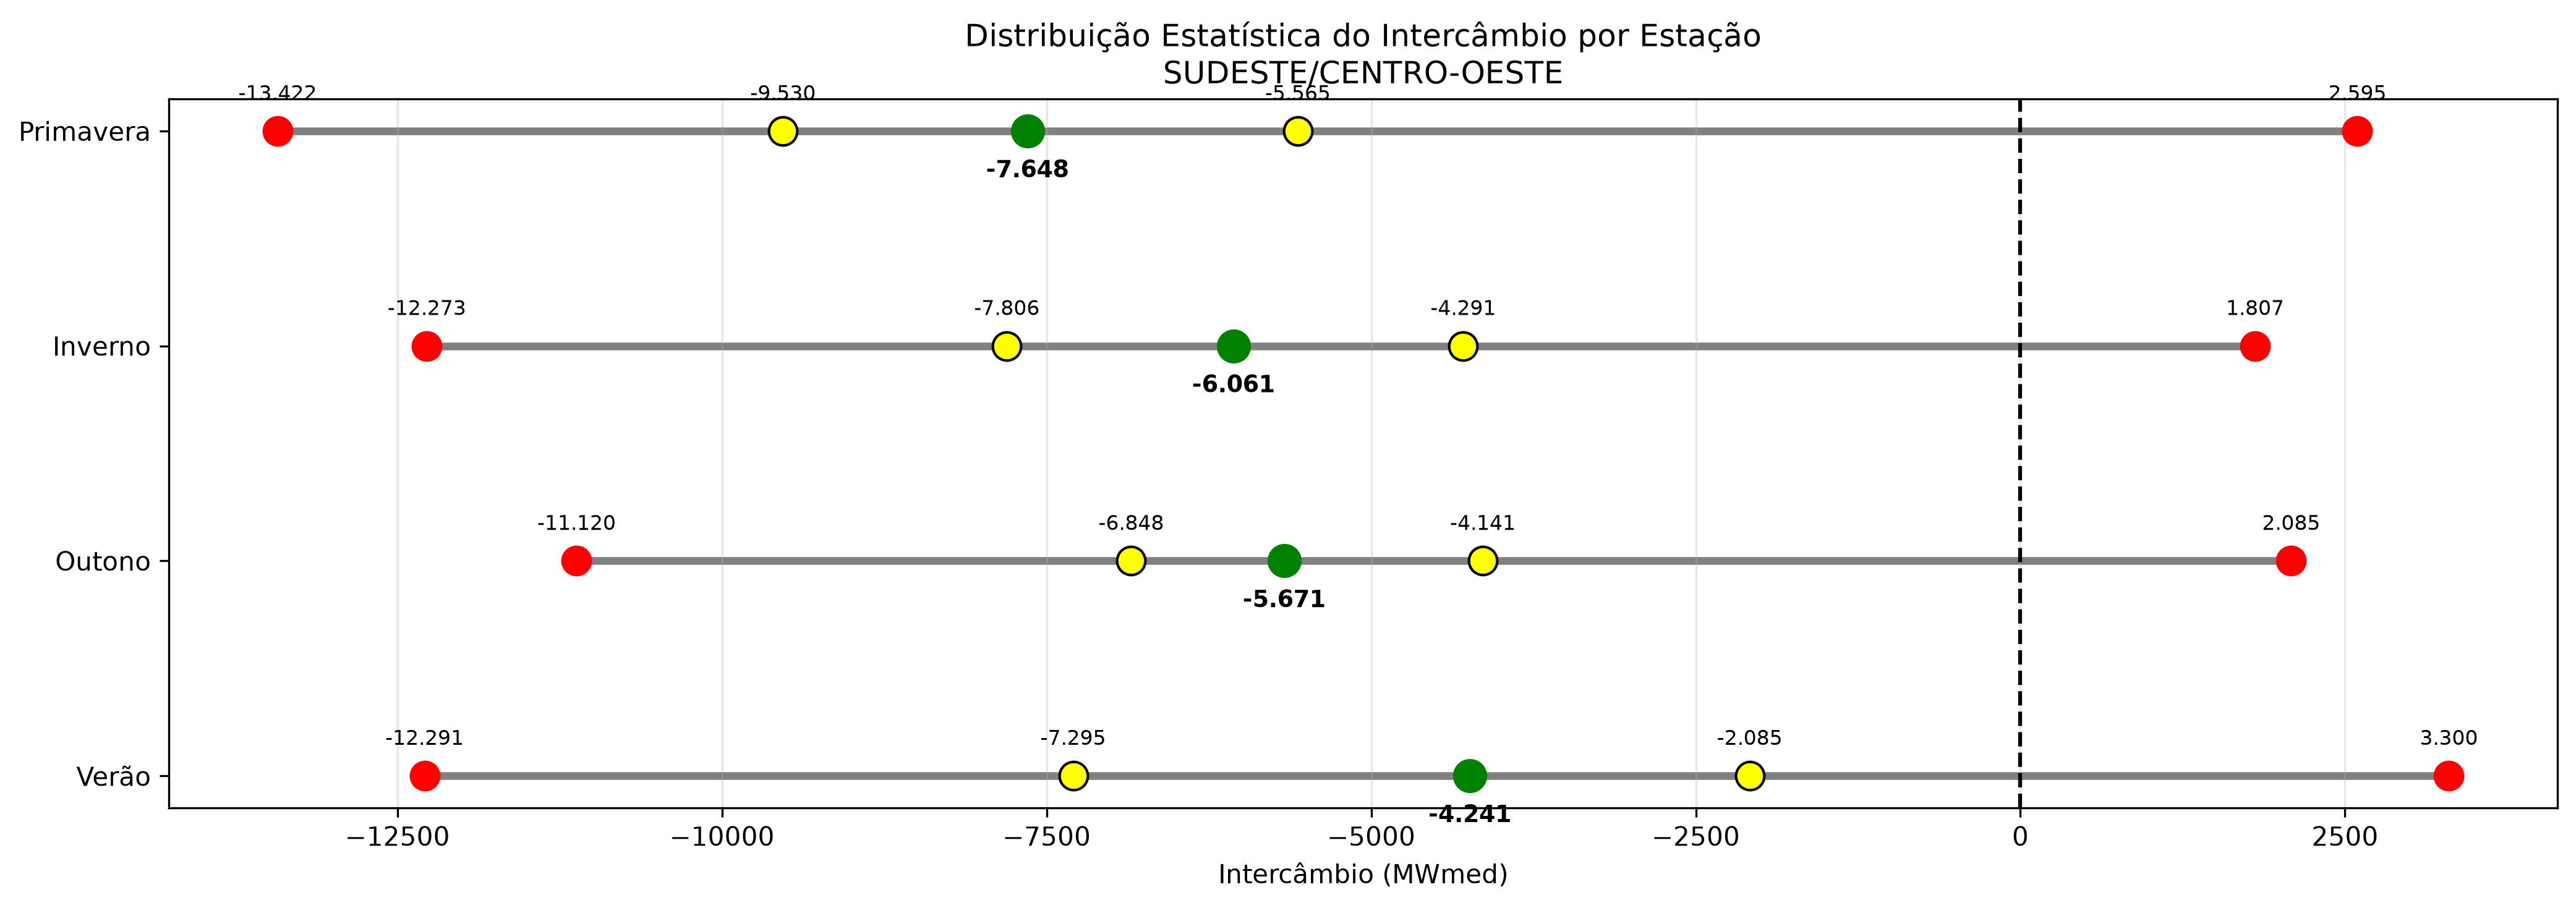 Distribuição Estatística do Intercâmbio por Estação
SUDESTE/CENTRO-OESTE
-13.422 -9.530 -5.565 2.595
Primavera
-7.648
-12.273 -7.806 -4.291 1.807
Inverno
-6.061
-11.120 -6.848 -4.141 2.085
Outono
-5.671
-12.291 -7.295 -2.085 3.300
Verão
-4.241
−12500 −10000 −7500 −5000 −2500 0 2500
Intercâmbio (MWmed)